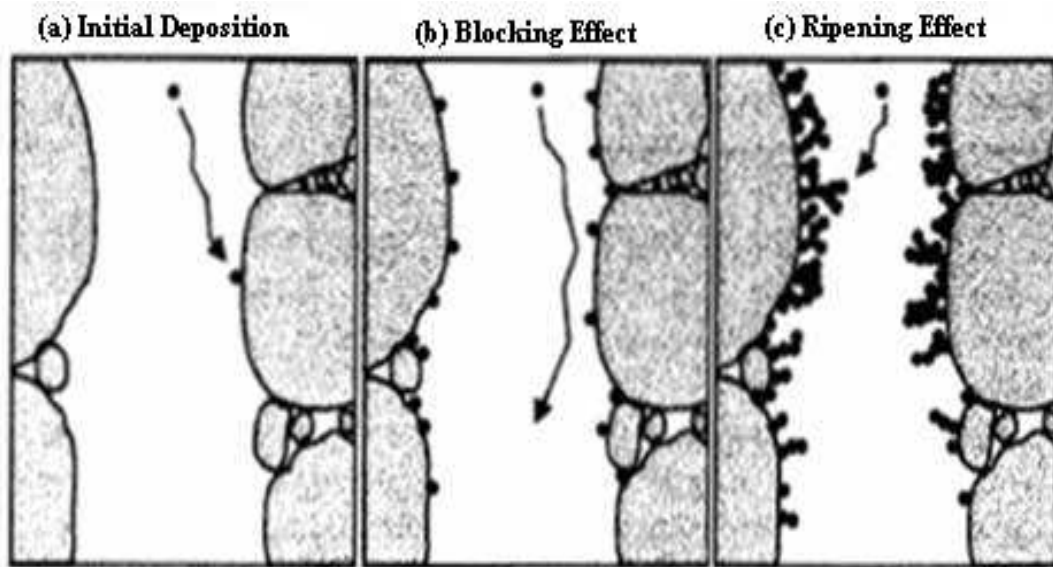 (a) Initial Deposition
(b) Blocking Effect
(c) Ripening Effect